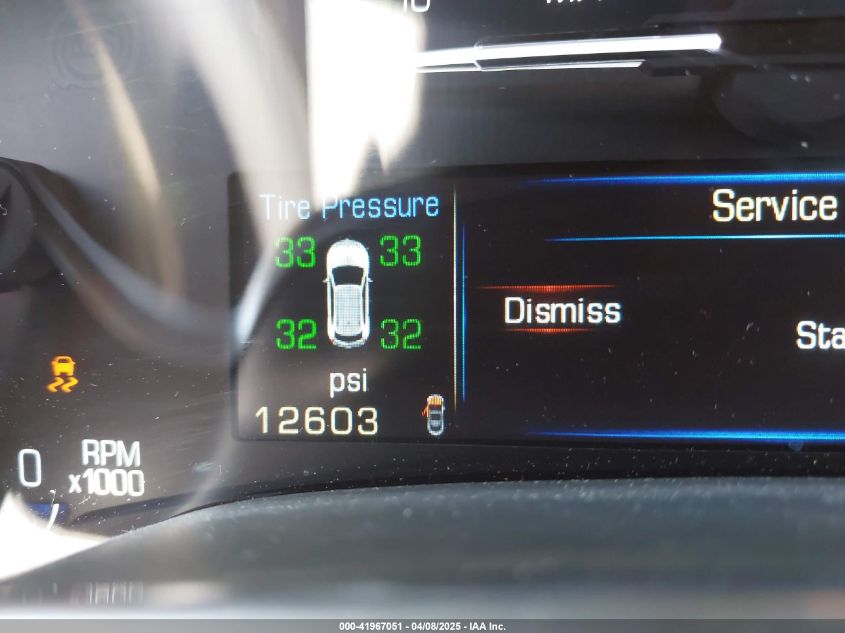 Tire Pressure
33 33
32 32
psi
12603
Service
Dismiss
Sta
0 RPM
x1000
000-41967051 - 04/08/2025 - IAA Inc.